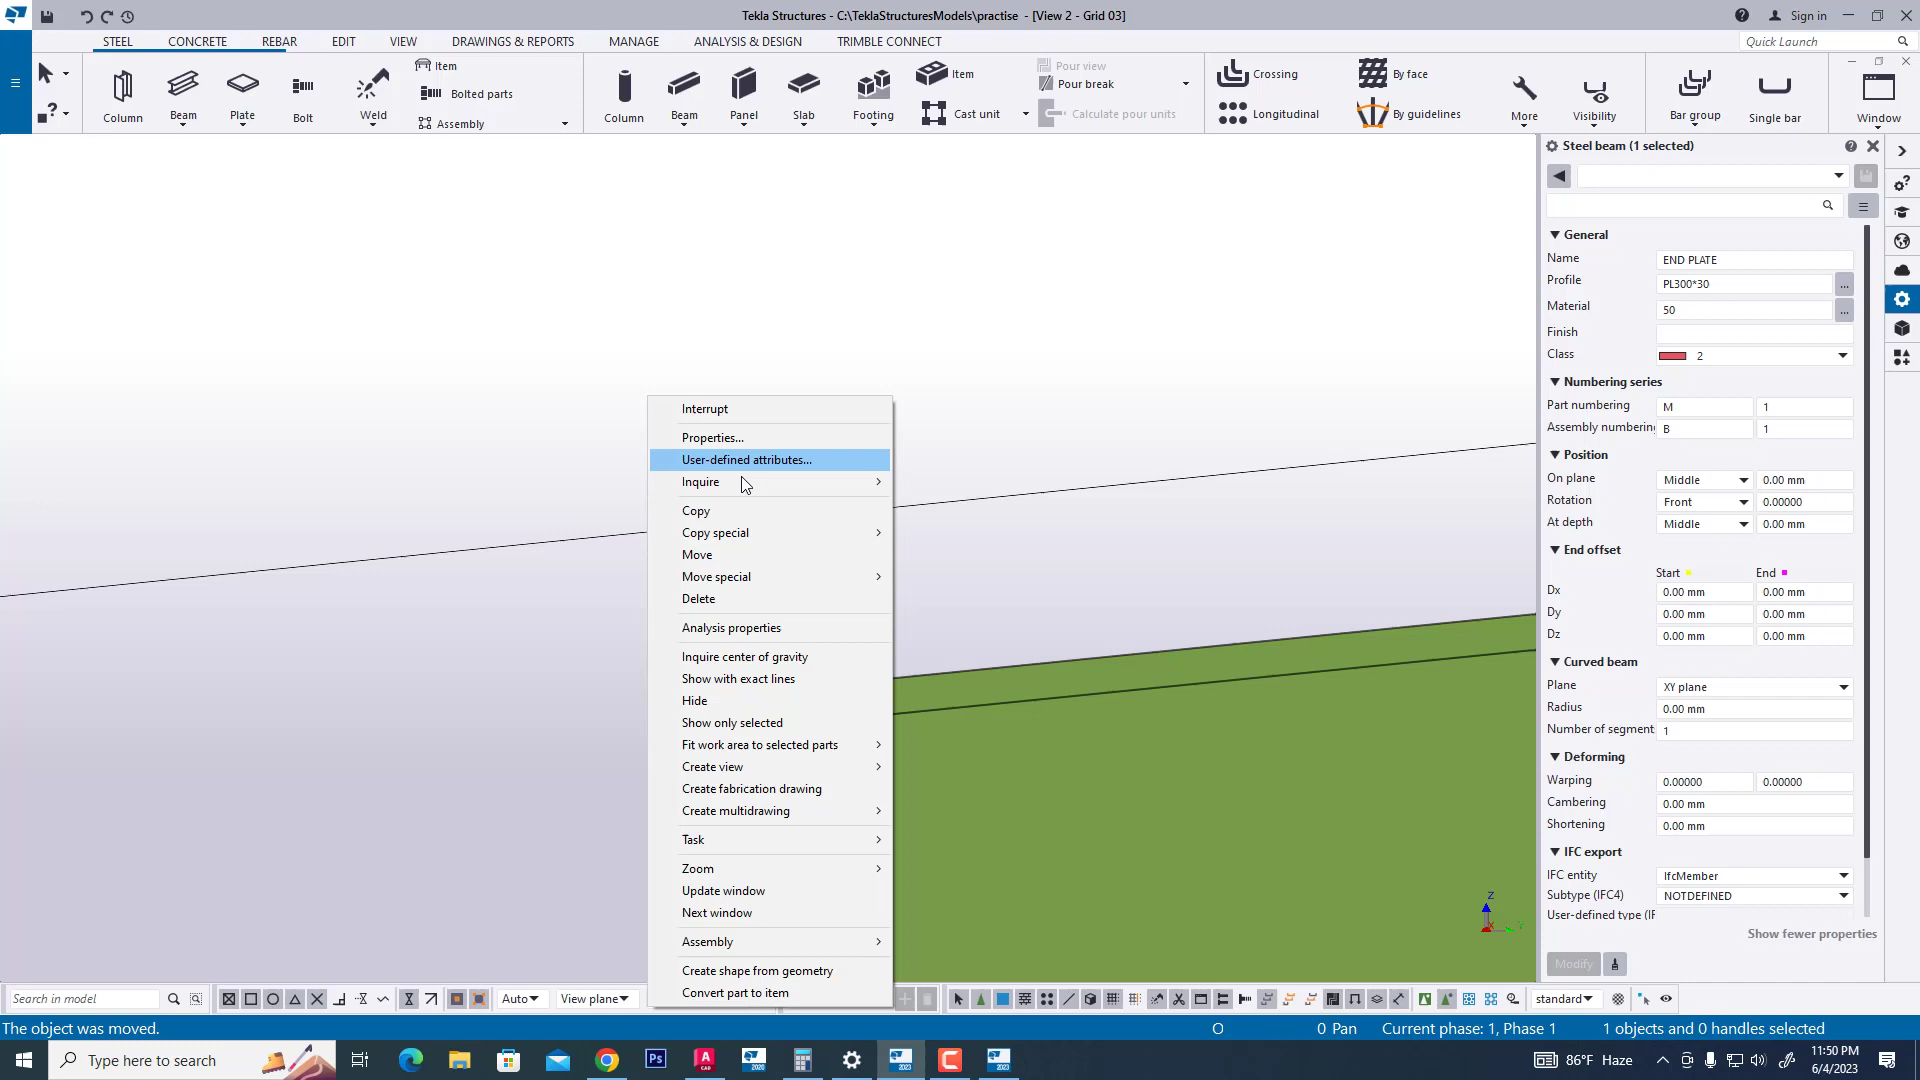 Tekla Structures - C:\TeklaStructuresModels\practise - [View 2 - Grid 03]
Sign in
STEEL CONCRETE REBAR EDIT VIEW DRAWINGS & REPORTS MANAGE ANALYSIS & DESIGN TRIMBLE CONNECT
Quick Launch
Column Beam Plate Bolt Weld
Item
Bolted parts
Assembly
Column Beam Panel Slab Footing
Item
Cast unit
Pour view
Pour break
Calculate pour units
Crossing
Longitudinal
By face
By guidelines
More Visibility
Bar group Single bar
Window
Interrupt
Properties...
User-defined attributes...
Inquire
Copy
Copy special
Move
Move special
Delete
Analysis properties
Inquire center of gravity
Show with exact lines
Hide
Show only selected
Fit work area to selected parts
Create view
Create fabrication drawing
Create multidrawing
Task
Zoom
Update window
Next window
Assembly
Create shape from geometry
Convert part to item
Z
X
Y
Steel beam (1 selected)
General
Name END PLATE
Profile PL300*30 ...
Material 50 ...
Finish
Class 2
Numbering series
Part numbering M 1
Assembly numbering B 1
Position
On plane Middle 0.00 mm
Rotation Front 0.00000
At depth Middle 0.00 mm
End offset
Start End
Dx 0.00 mm 0.00 mm
Dy 0.00 mm 0.00 mm
Dz 0.00 mm 0.00 mm
Curved beam
Plane XY plane
Radius 0.00 mm
Number of segment 1
Deforming
Warping 0.00000 0.00000
Cambering 0.00 mm
Shortening 0.00 mm
IFC export
IFC entity IfcMember
Subtype (IFC4) NOTDEFINED
User-defined type (IF
Show fewer properties
Modify
Search in model
Auto
View plane
standard
The object was moved.
O
0 Pan
Current phase: 1, Phase 1
1 objects and 0 handles selected
Type here to search
Ps
A
CAD
2020
2023
2023
86°F Haze
11:50 PM
6/4/2023